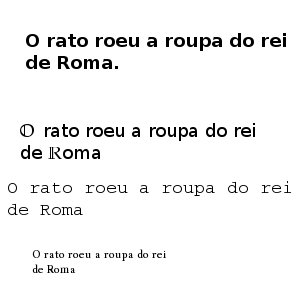 O rato roeu a roupa do rei
de Roma.
𝕆 rato roeu a roupa do rei
de ℝoma
O rato roeu a roupa do rei
de Roma
O rato roeu a roupa do rei
de Roma